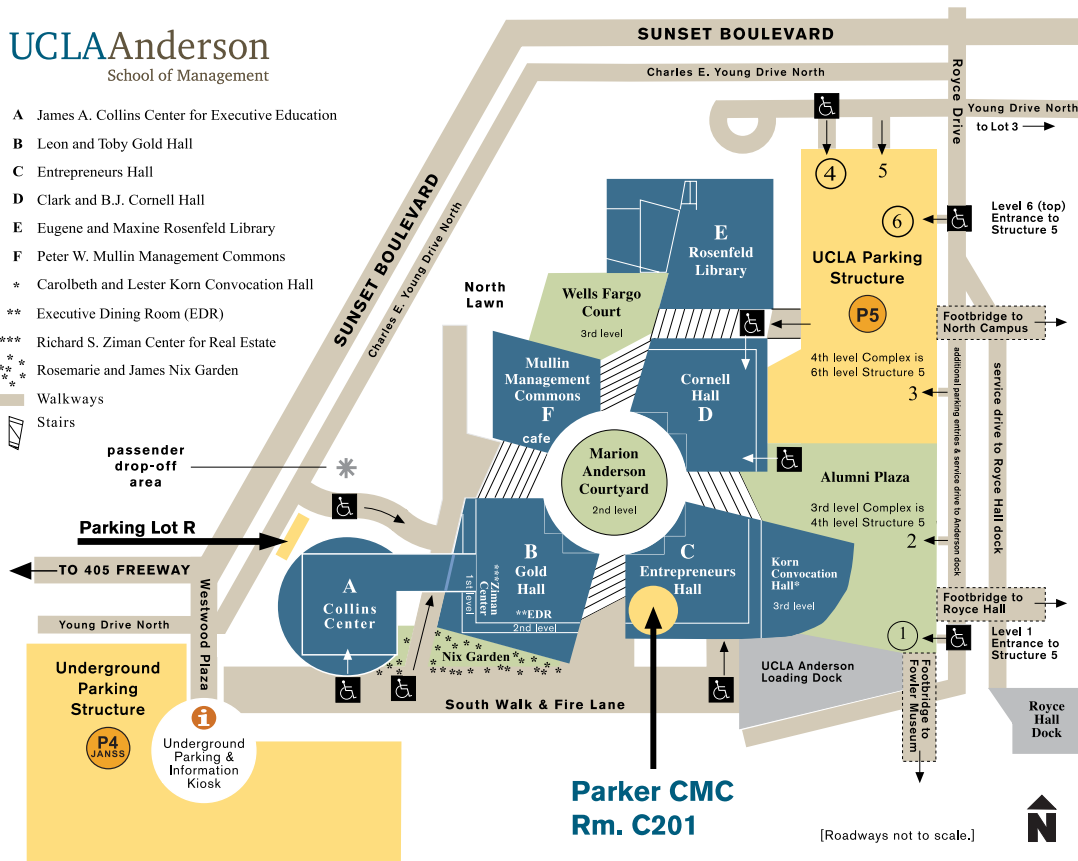 UCLAAnderson
School of Management
A James A. Collins Center for Executive Education
B Leon and Toby Gold Hall
C Entrepreneurs Hall
D Clark and B.J. Cornell Hall
E Eugene and Maxine Rosenfeld Library
F Peter W. Mullin Management Commons
* Carolbeth and Lester Korn Convocation Hall
** Executive Dining Room (EDR)
*** Richard S. Ziman Center for Real Estate
Rosemarie and James Nix Garden
Walkways
Stairs
SUNSET BOULEVARD
Charles E. Young Drive North
Royce Drive
Young Drive North
to Lot 3
4
5
6
Level 6 (top)
Entrance to
Structure 5
UCLA Parking
Structure
P5
4th level Complex is
6th level Structure 5
3
Footbridge to
North Campus
additional parking entries & service drive to Anderson dock
service drive to Royce Hall dock
SUNSET BOULEVARD
Charles E. Young Drive North
North
Lawn
E
Rosenfeld
Library
Wells Fargo
Court
3rd level
Mullin
Management
Commons
F
cafe
Cornell
Hall
D
Marion
Anderson
Courtyard
2nd level
Alumni Plaza
3rd level Complex is
4th level Structure 5
2
passender
drop-off
area
Parking Lot R
TO 405 FREEWAY
Westwood Plaza
Young Drive North
A
Collins
Center
B
Gold
Hall
***Ziman
Center
1st level
**EDR
2nd level
C
Entrepreneurs
Hall
Korn
Convocation
Hall*
3rd level
Footbridge to
Royce Hall
1
Level 1
Entrance to
Structure 5
Nix Garden
South Walk & Fire Lane
UCLA Anderson
Loading Dock
Footbridge to
Fowler Museum
Royce
Hall
Dock
Underground
Parking
Structure
P4
JANSS
i
Underground
Parking &
Information
Kiosk
Parker CMC
Rm. C201
[Roadways not to scale.]
N